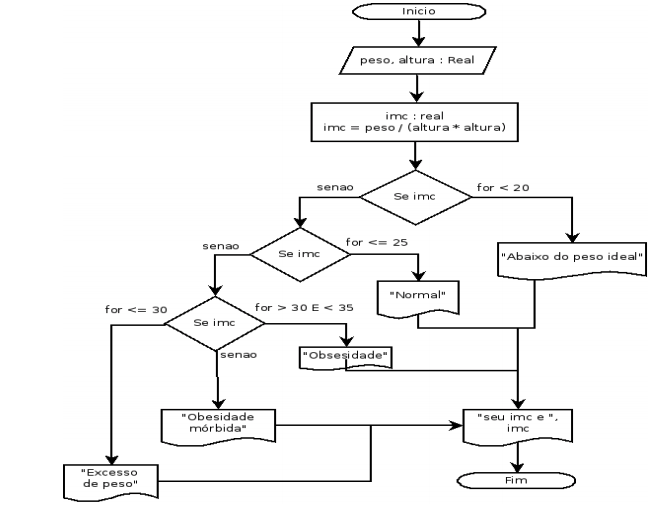 Inicio
peso, altura : Real
imc : real
imc = peso / (altura * altura)
senao
Se imc
for < 20
senao
Se imc
for <= 25
"Abaixo do peso ideal"
"Normal"
for <= 30
Se imc
for > 30 E < 35
senao
"Obsesidade"
"Obesidade
mórbida"
"seu imc e ",
imc
"Excesso
de peso"
Fim